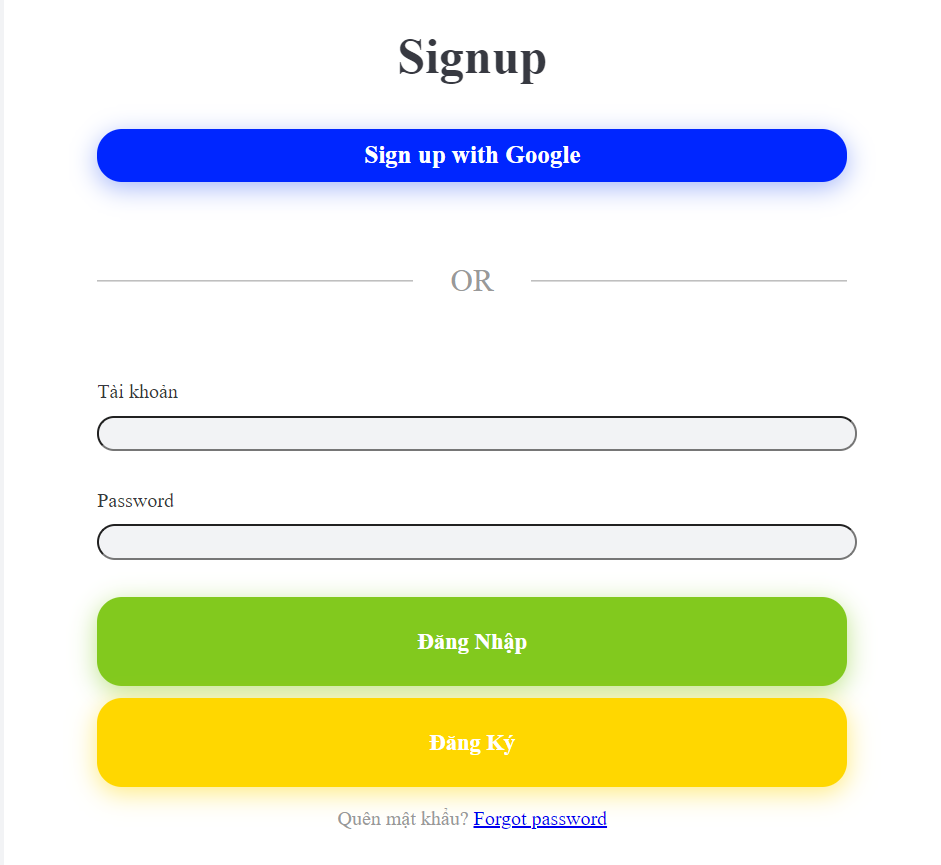 Signup
Sign up with Google
OR
Tài khoản
Password
Đăng Nhập
Đăng Ký
Quên mật khẩu? Forgot password